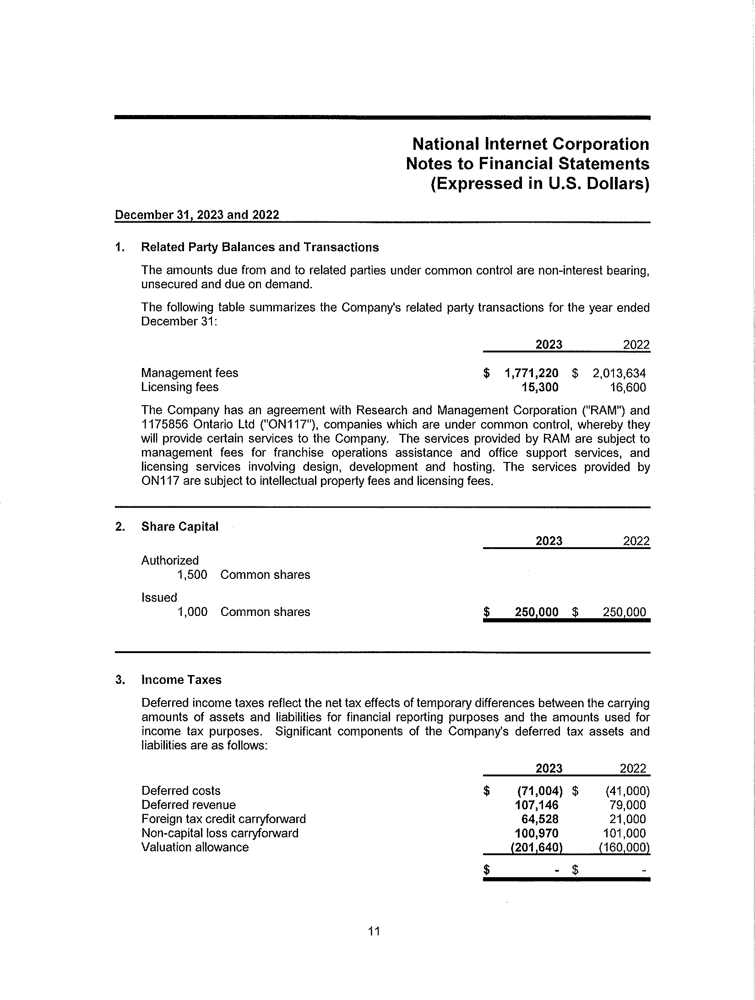 National Internet Corporation
Notes to Financial Statements
(Expressed in U.S. Dollars)
December 31, 2023 and 2022
1. Related Party Balances and Transactions
The amounts due from and to related parties under common control are non-interest bearing,
unsecured and due on demand.
The following table summarizes the Company's related party transactions for the year ended
December 31:
2023 2022
Management fees $ 1,771,220 $ 2,013,634
Licensing fees 15,300 16,600
The Company has an agreement with Research and Management Corporation ("RAM") and
1175856 Ontario Ltd ("ON117"), companies which are under common control, whereby they
will provide certain services to the Company. The services provided by RAM are subject to
management fees for franchise operations assistance and office support services, and
licensing services involving design, development and hosting. The services provided by
ON117 are subject to intellectual property fees and licensing fees.
2. Share Capital
2023 2022
Authorized
1,500 Common shares
Issued
1,000 Common shares $ 250,000 $ 250,000
3. Income Taxes
Deferred income taxes reflect the net tax effects of temporary differences between the carrying
amounts of assets and liabilities for financial reporting purposes and the amounts used for
income tax purposes. Significant components of the Company's deferred tax assets and
liabilities are as follows:
2023 2022
Deferred costs $ (71,004) $ (41,000)
Deferred revenue 107,146 79,000
Foreign tax credit carryforward 64,528 21,000
Non-capital loss carryforward 100,970 101,000
Valuation allowance (201,640) (160,000)
$ - $ -
11